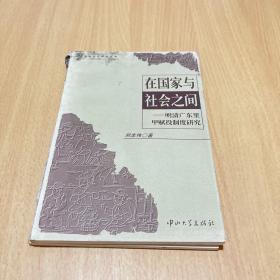 在国家与
社会之间
——明清广东里
甲赋役制度研究
刘志伟 著
中山大学出版社